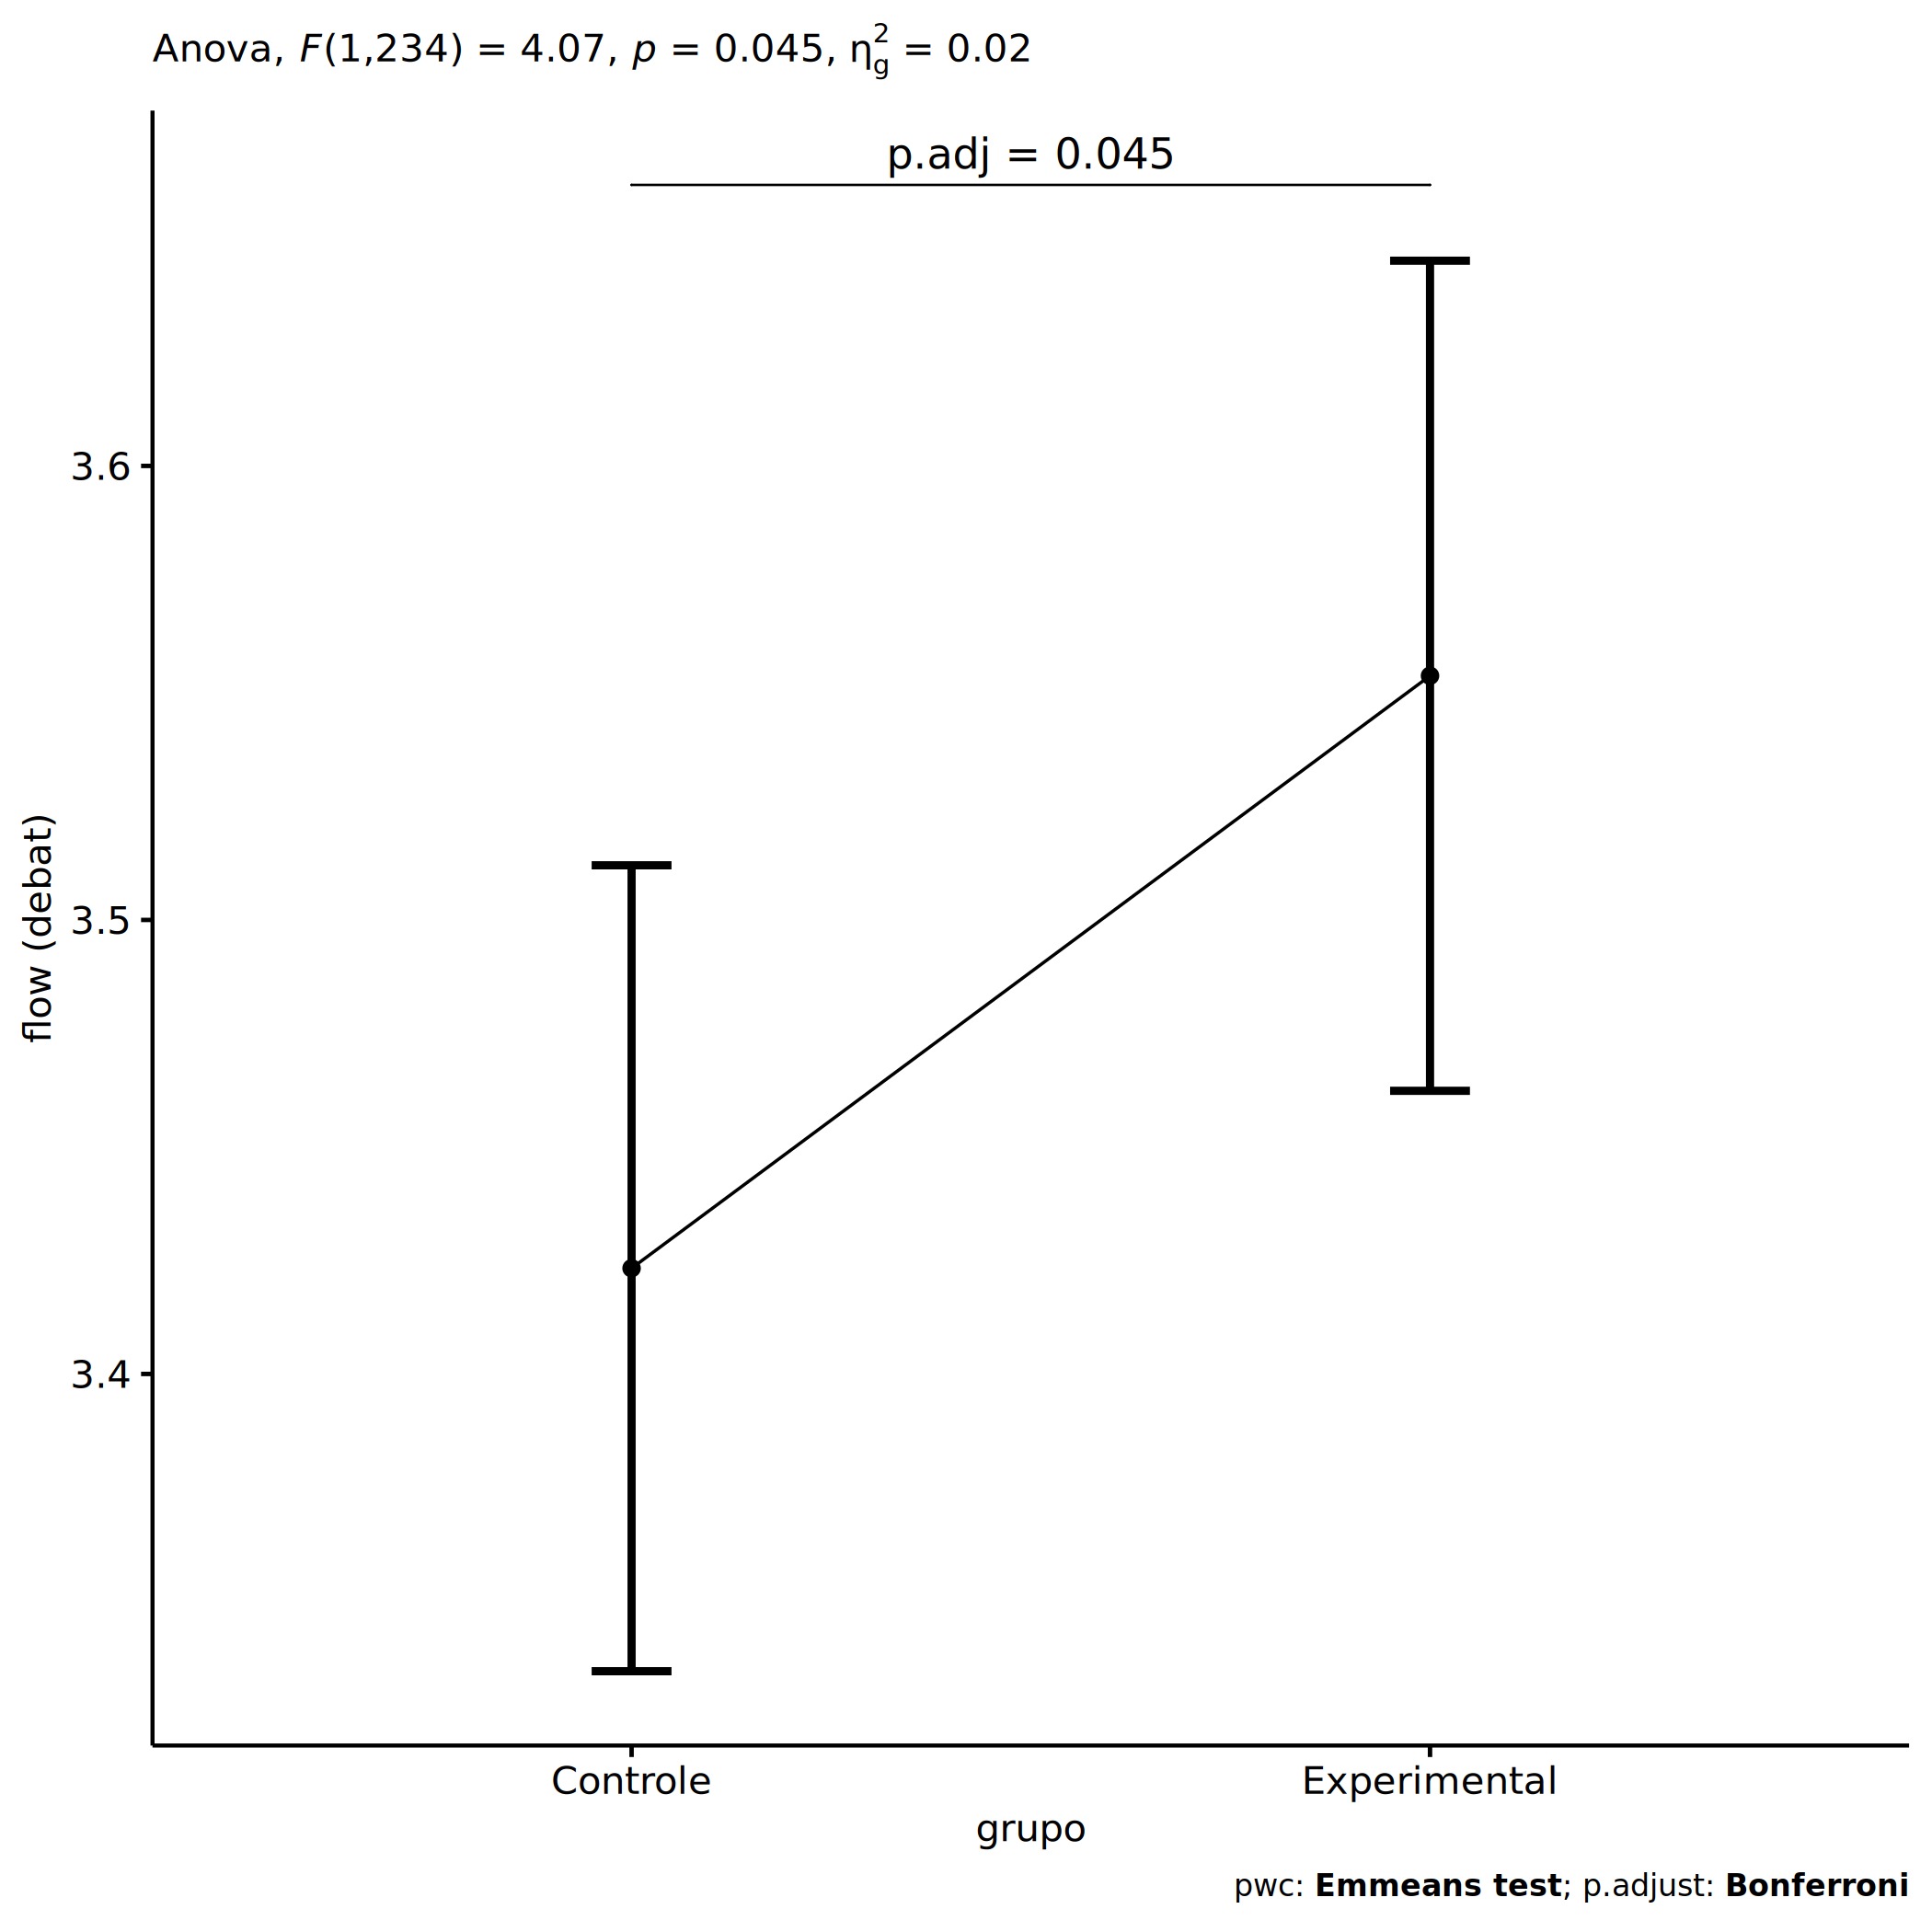 Anova, F(1,234) = 4.07, p = 0.045, η²g = 0.02
p.adj = 0.045
3.6
3.5
3.4
flow (debat)
Controle Experimental
grupo
pwc: Emmeans test; p.adjust: Bonferroni